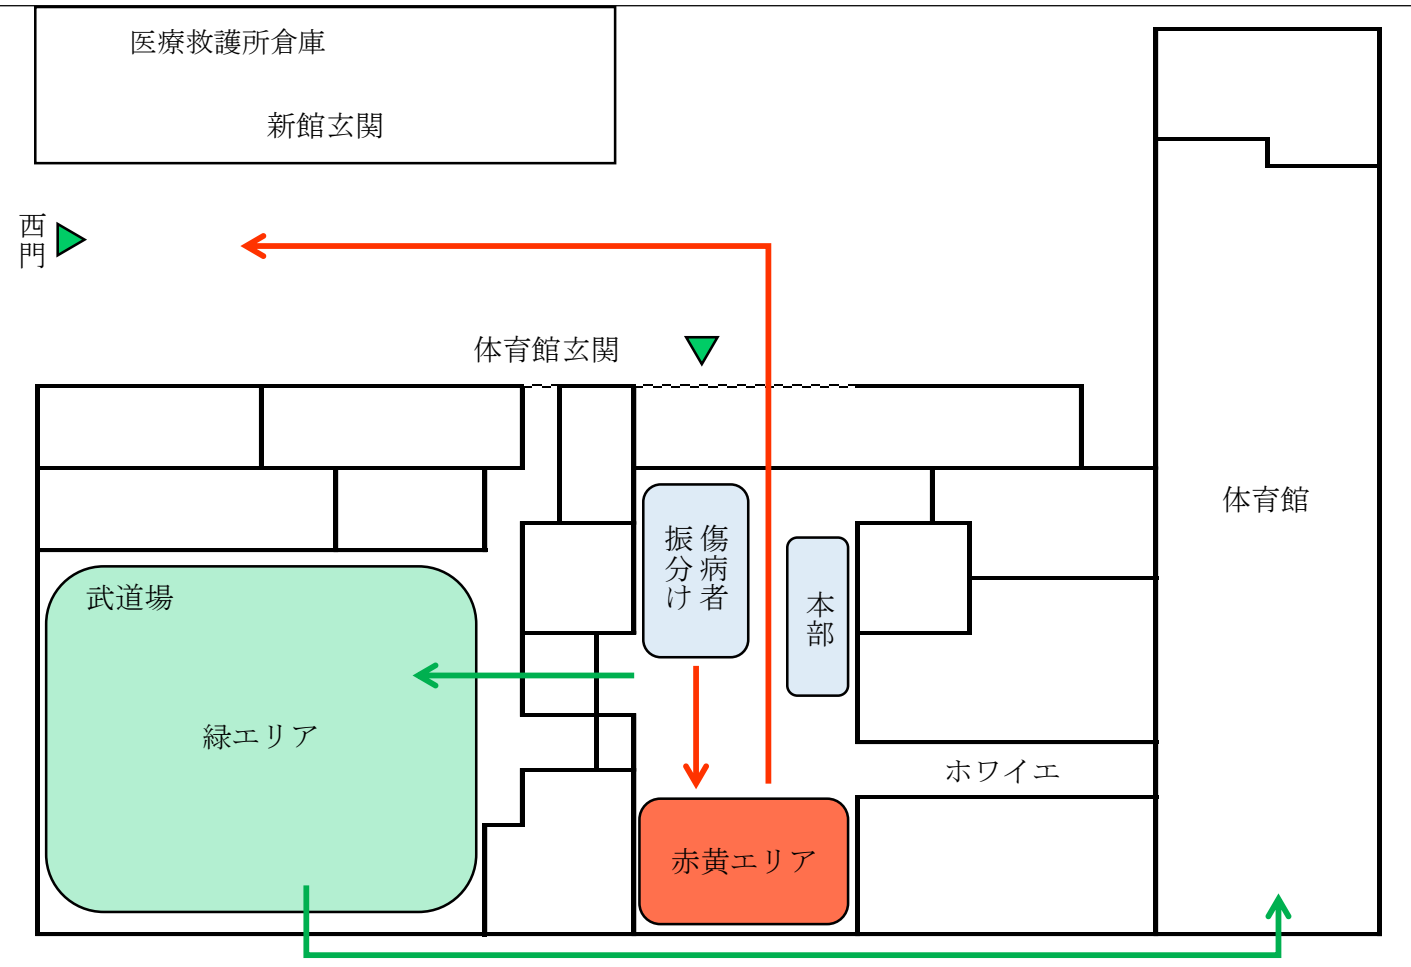 医療救護所倉庫
新館玄関
西門
体育館玄関
体育館
傷病者
振分け
本部
武道場
緑エリア
ホワイエ
赤黄エリア